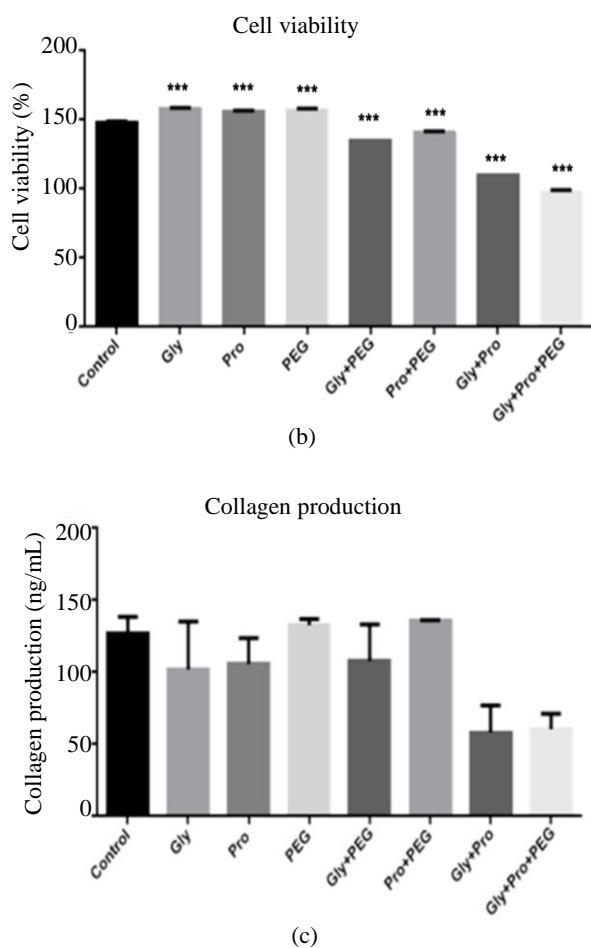 Cell viability
Cell viability (%)
200
150
100
50
0
***
***
***
***
***
***
***
Control
Gly
Pro
PEG
Gly+PEG
Pro+PEG
Gly+Pro
Gly+Pro+PEG
(b)
Collagen production
Collagen production (ng/mL)
200
150
100
50
0
Control
Gly
Pro
PEG
Gly+PEG
Pro+PEG
Gly+Pro
Gly+Pro+PEG
(c)